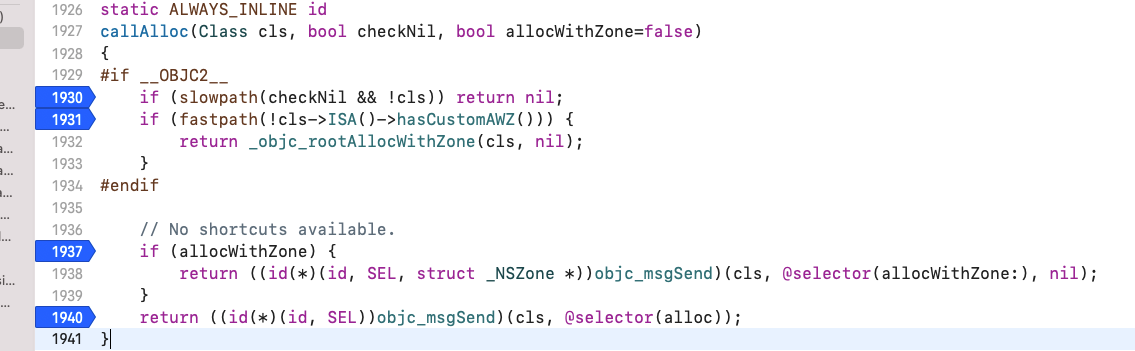 )
e...
...
a...
a...
a...
...
l...
si...
...
1926 static ALWAYS_INLINE id
1927 callAlloc(Class cls, bool checkNil, bool allocWithZone=false)
1928 {
1929 #if __OBJC2__
1930     if (slowpath(checkNil && !cls)) return nil;
1931     if (fastpath(!cls->ISA()->hasCustomAWZ())) {
1932         return _objc_rootAllocWithZone(cls, nil);
1933     }
1934 #endif
1935
1936     // No shortcuts available.
1937     if (allocWithZone) {
1938         return ((id(*)(id, SEL, struct _NSZone *))objc_msgSend)(cls, @selector(allocWithZone:), nil);
1939     }
1940     return ((id(*)(id, SEL))objc_msgSend)(cls, @selector(alloc));
1941 }